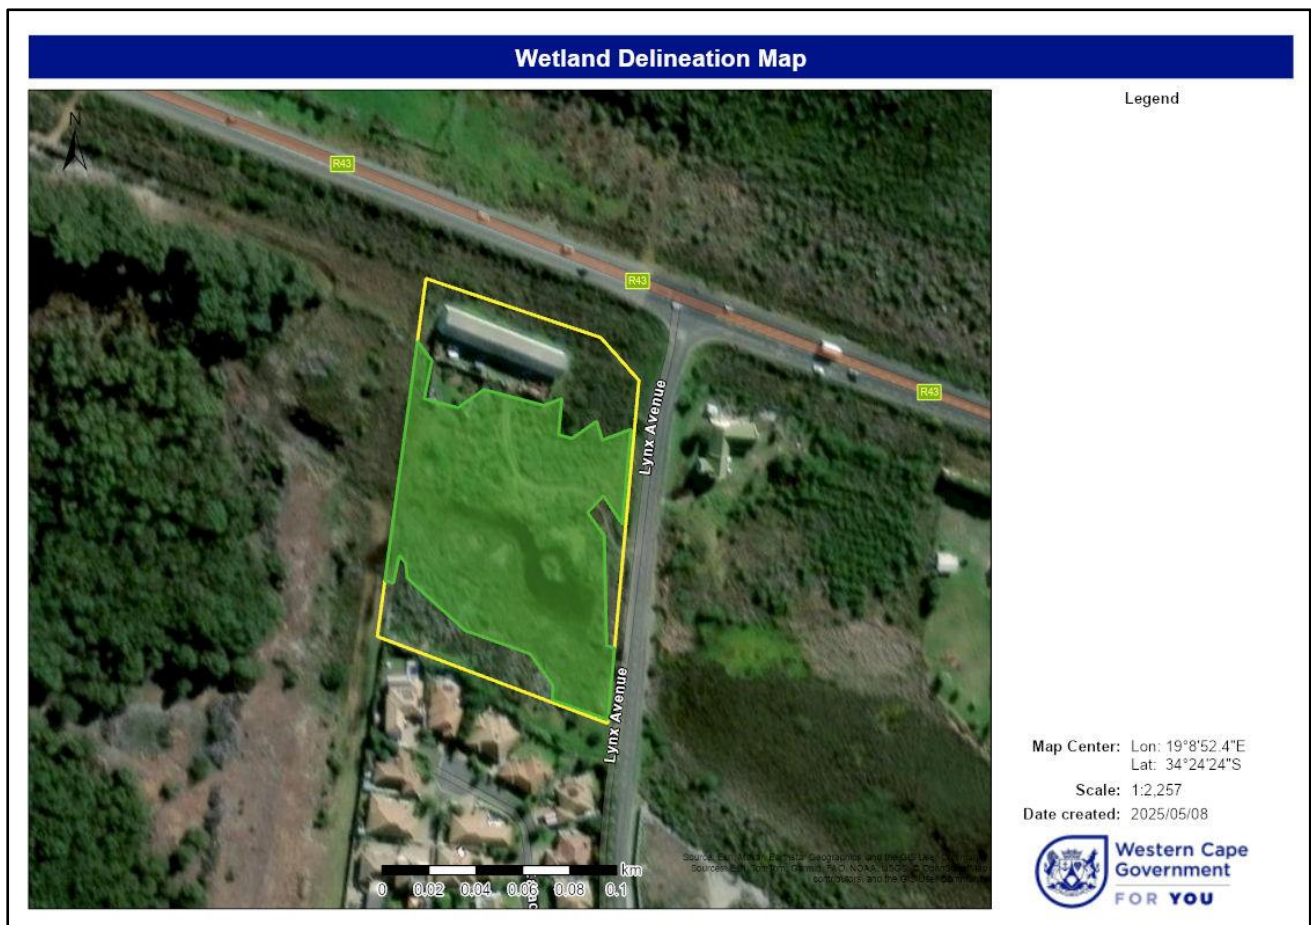 Wetland Delineation Map
Legend
N
R43
R43
R43
Lynx Avenue
Lynx Avenue
Map Center: Lon: 19°8'52.4"E
Lat: 34°24'24"S
Scale: 1:2,257
Date created: 2025/05/08
km
0 0.02 0.04 0.06 0.08 0.1
Western Cape
Government
FOR YOU